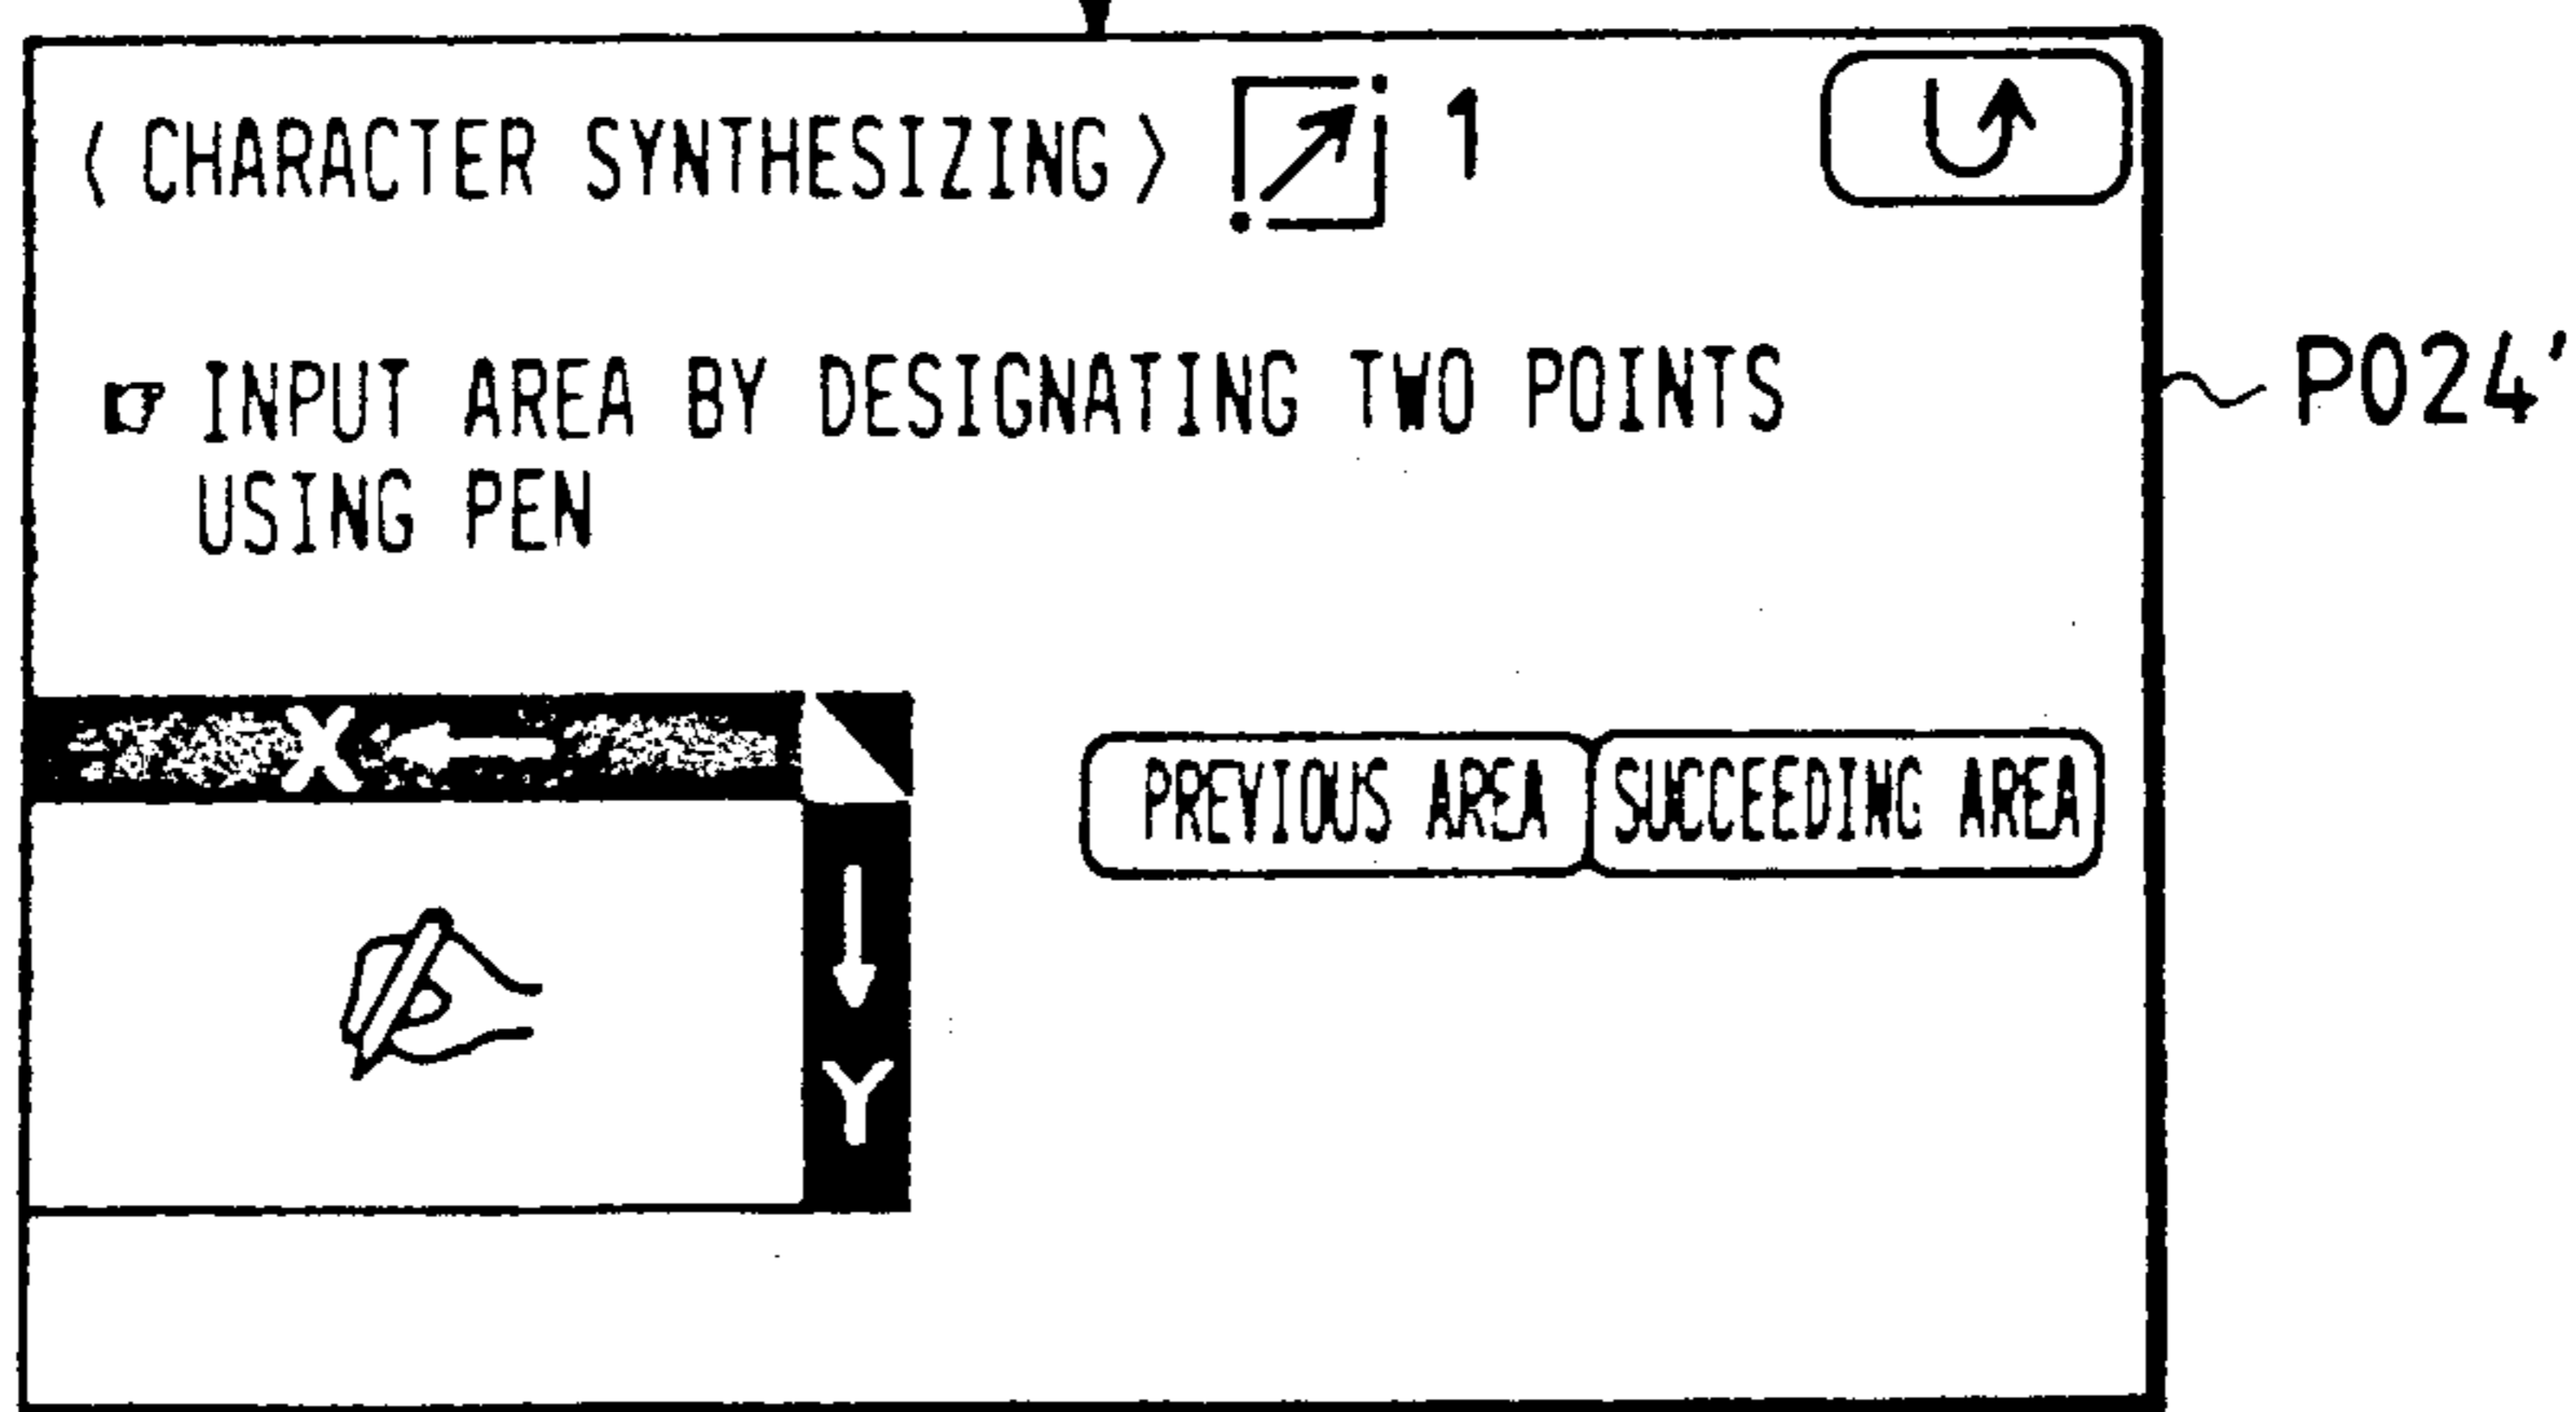 〈 CHARACTER SYNTHESIZING 〉 1
☞ INPUT AREA BY DESIGNATING TWO POINTS
USING PEN
P024'
X ←
PREVIOUS AREA SUCCEEDING AREA
↓
Y